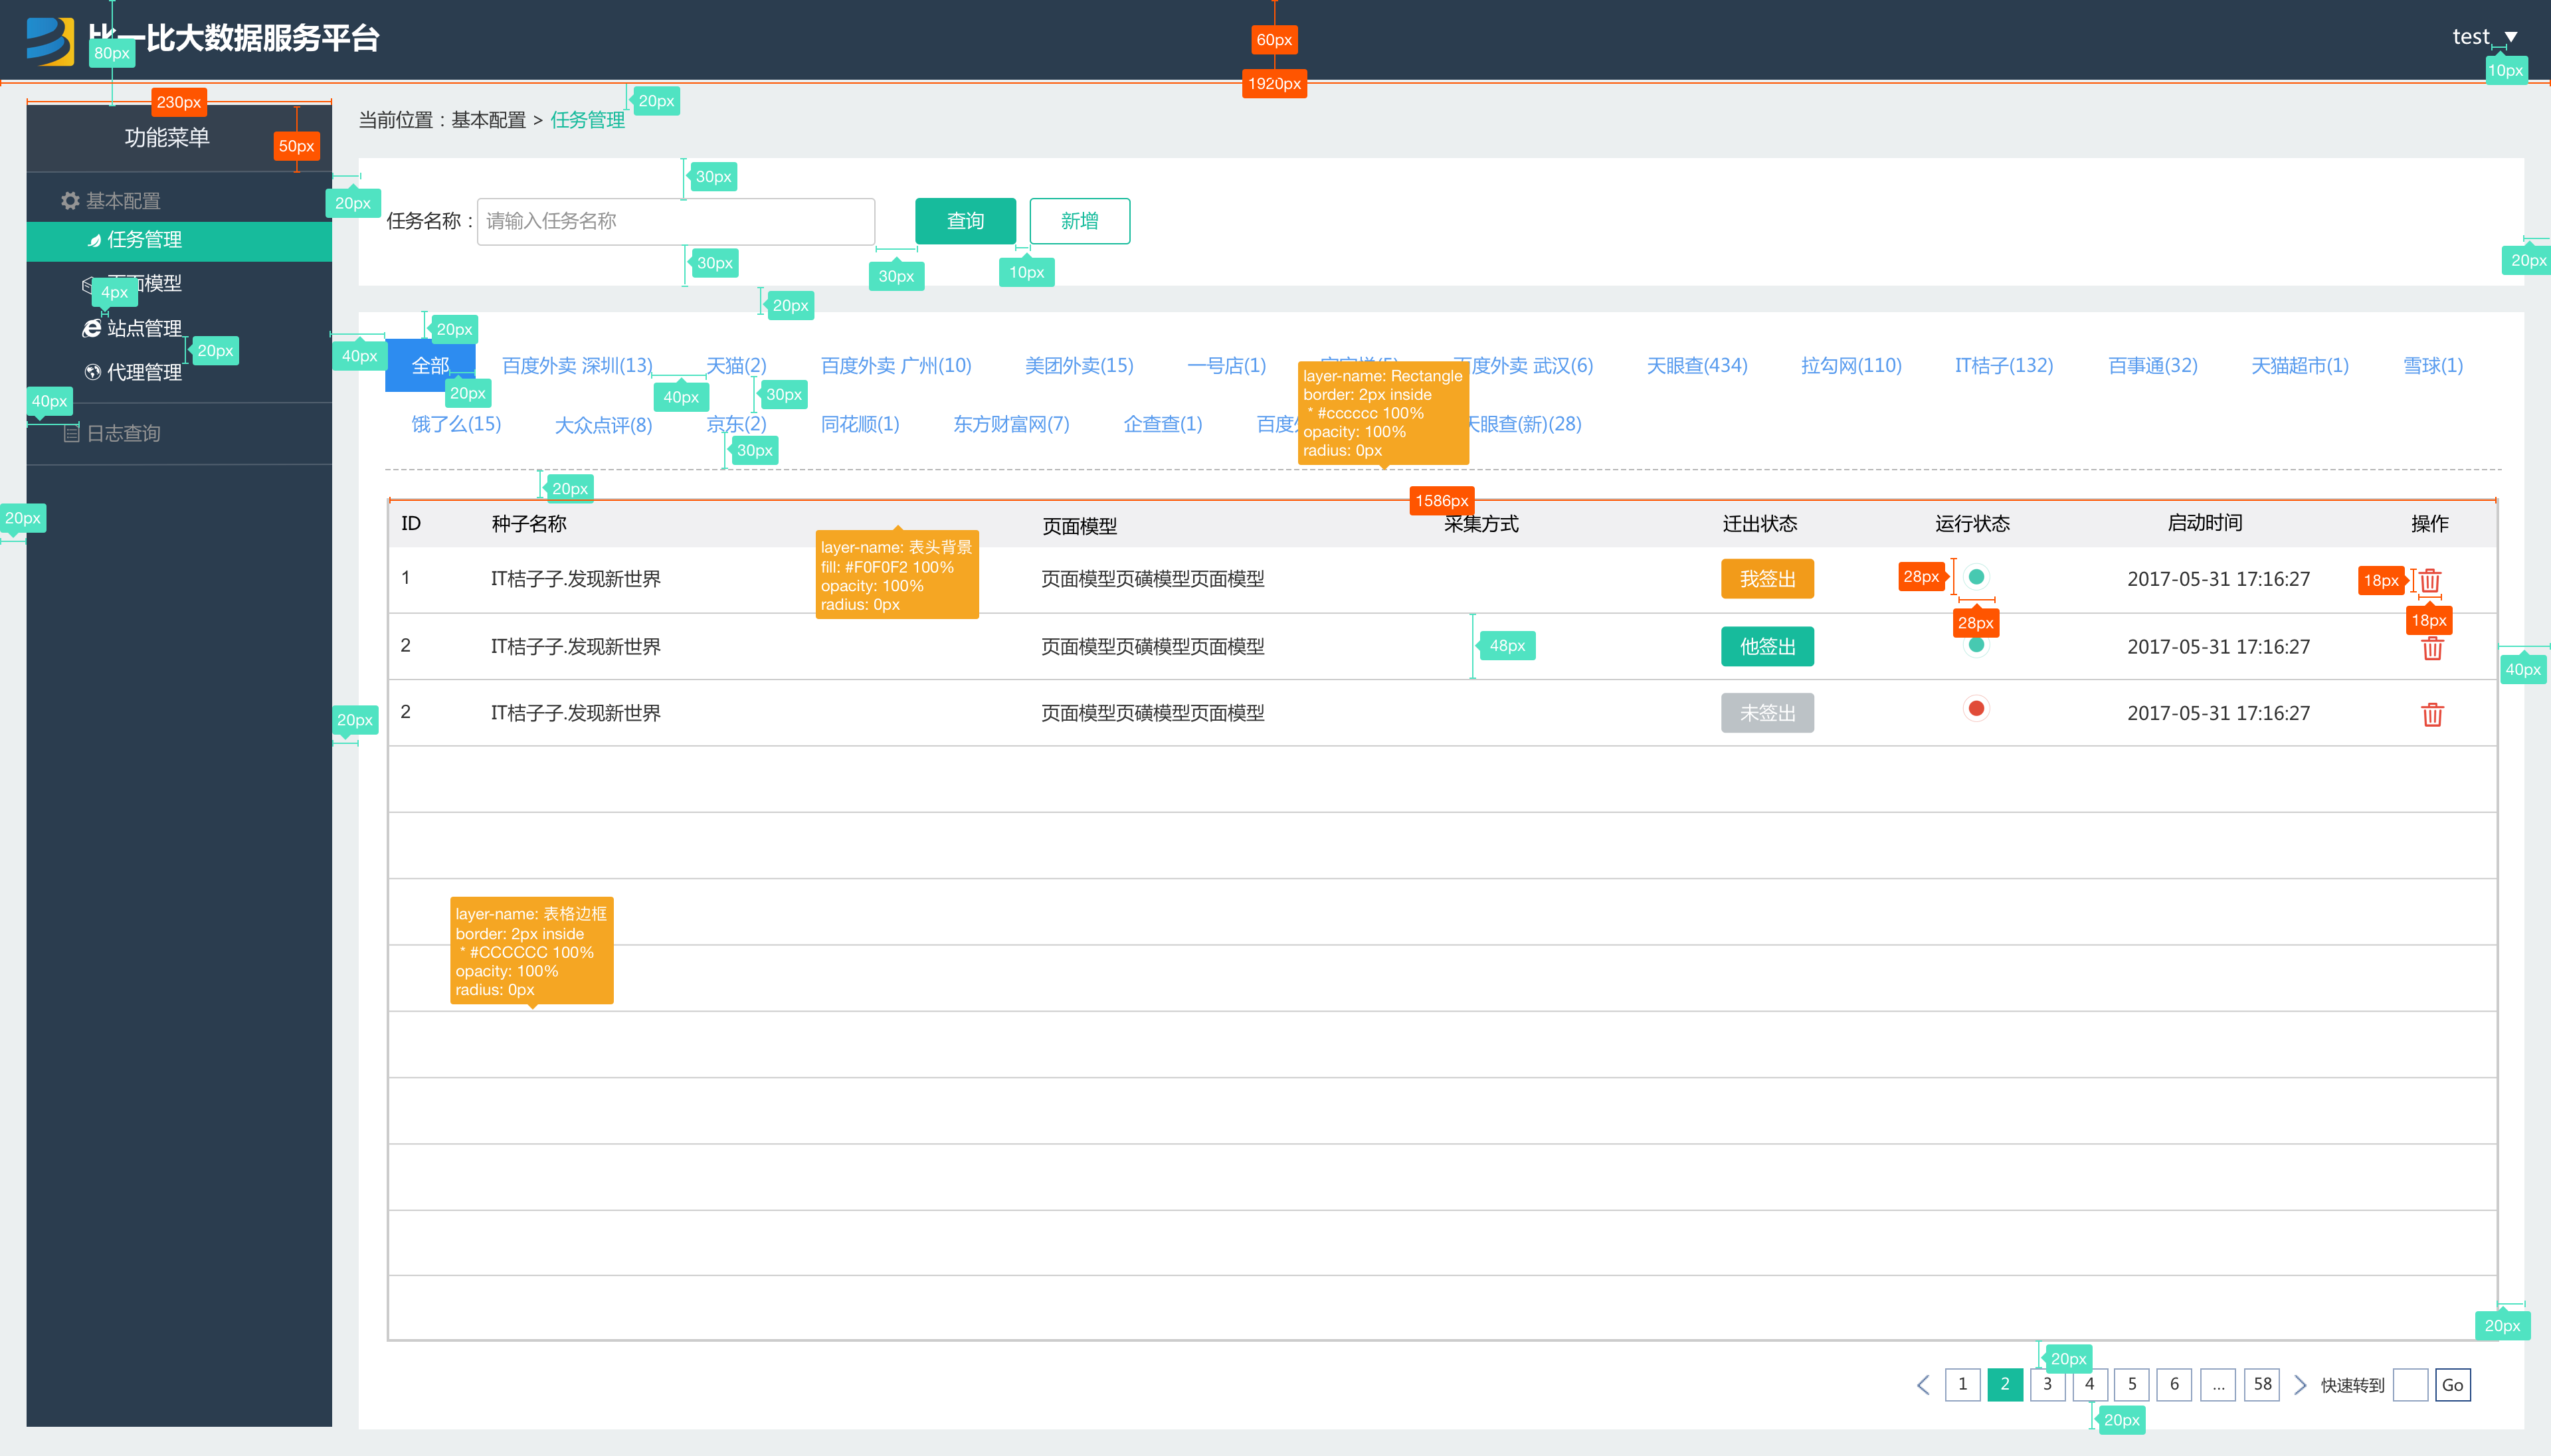 比一比大数据服务平台
80px
60px
test
10px
1920px
230px
20px
功能菜单
50px
当前位置：基本配置 > 任务管理
20px
30px
基本配置
任务管理
任务名称：
请输入任务名称
查询
新增
30px
30px
10px
20px
面模型
4px
20px
站点管理
20px
代理管理
40px
日志查询
20px
40px
20px
全部
百度外卖 深圳(13)
天猫(2)
百度外卖 广州(10)
美团外卖(15)
一号店(1)
度外卖 武汉(6)
天眼查(434)
拉勾网(110)
IT桔子(132)
百事通(32)
天猫超市(1)
雪球(1)
20px
40px
30px
layer-name: Rectangle
border: 2px inside
* #cccccc 100%
opacity: 100%
radius: 0px
饿了么(15)
大众点评(8)
京东(2)
同花顺(1)
东方财富网(7)
企查查(1)
百度
天眼查(新)(28)
30px
20px
1586px
ID
种子名称
页面模型
采集方式
迁出状态
运行状态
启动时间
操作
layer-name: 表头背景
fill: #F0F0F2 100%
opacity: 100%
radius: 0px
1
IT桔子子.发现新世界
页面模型页磺模型页面模型
我签出
28px
2017-05-31 17:16:27
18px
28px
18px
2
IT桔子子.发现新世界
页面模型页磺模型页面模型
48px
他签出
2017-05-31 17:16:27
40px
2
IT桔子子.发现新世界
页面模型页磺模型页面模型
未签出
2017-05-31 17:16:27
20px
layer-name: 表格边框
border: 2px inside
* #CCCCCC 100%
opacity: 100%
radius: 0px
20px
20px
1
2
3
4
5
6
...
58
快速转到
Go
20px